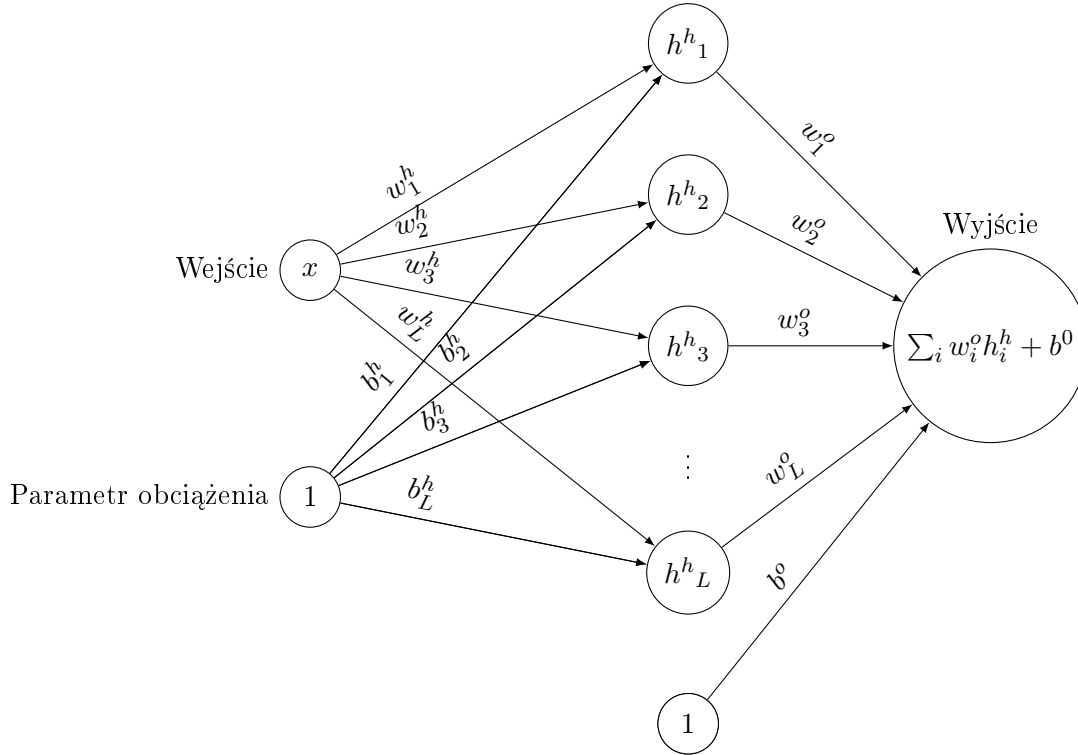 h^h_1
w^o_1
w^h_1
h^h_2
w^h_2
w^o_2
Wyjście
Wejście
x
w^h_3
w^h_L
b^h_2
b^h_1
h^h_3
w^o_3
∑_i w^o_i h^h_i + b^0
b^h_3
⋮
w^o_L
Parametr obciążenia
1
b^h_L
h^h_L
b^o
1